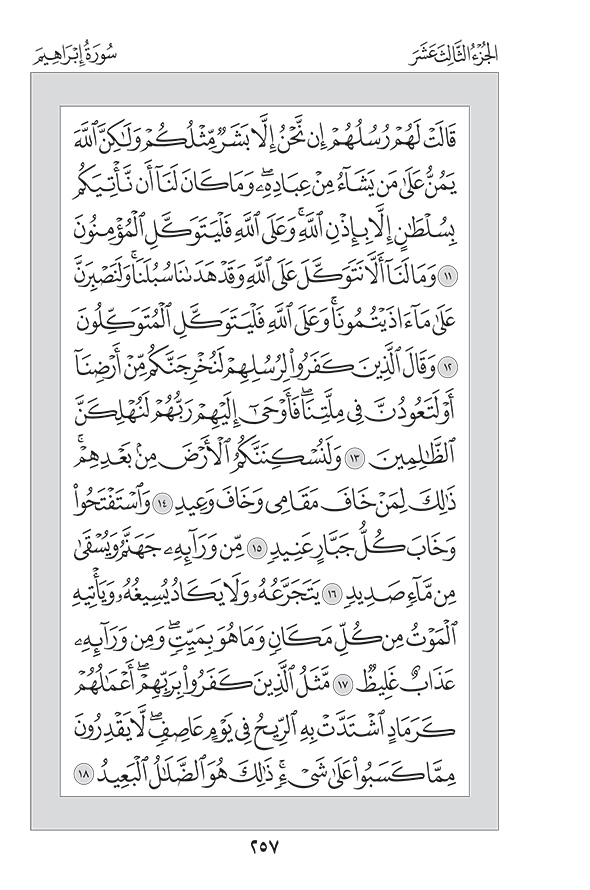 الجُزْءُ الثَّالِثَ عَشَرَ
سُورَةُ إِبْرَاهِيمَ
قَالَتْ لَهُمْ رُسُلُهُمْ إِن نَّحْنُ إِلَّا بَشَرٌ مِّثْلُكُمْ وَلَـٰكِنَّ ٱللَّهَ
يَمُنُّ عَلَىٰ مَن يَشَآءُ مِنْ عِبَادِهِۦۖ وَمَا كَانَ لَنَآ أَن نَّأْتِيَكُم
بِسُلْطَـٰنٍ إِلَّا بِإِذْنِ ٱللَّهِۚ وَعَلَى ٱللَّهِ فَلْيَتَوَكَّلِ ٱلْمُؤْمِنُونَ
١١ وَمَا لَنَآ أَلَّا نَتَوَكَّلَ عَلَى ٱللَّهِ وَقَدْ هَدَىٰنَا سُبُلَنَاۚ وَلَنَصْبِرَنَّ
عَلَىٰ مَآ ءَاذَيْتُمُونَاۚ وَعَلَى ٱللَّهِ فَلْيَتَوَكَّلِ ٱلْمُتَوَكِّلُونَ
١٢ وَقَالَ ٱلَّذِينَ كَفَرُوا۟ لِرُسُلِهِمْ لَنُخْرِجَنَّكُم مِّنْ أَرْضِنَآ
أَوْ لَتَعُودُنَّ فِى مِلَّتِنَاۖ فَأَوْحَىٰٓ إِلَيْهِمْ رَبُّهُمْ لَنُهْلِكَنَّ
ٱلظَّـٰلِمِينَ ١٣ وَلَنُسْكِنَنَّكُمُ ٱلْأَرْضَ مِنۢ بَعْدِهِمْۚ
ذَٰلِكَ لِمَنْ خَافَ مَقَامِى وَخَافَ وَعِيدِ ١٤ وَٱسْتَفْتَحُوا۟
وَخَابَ كُلُّ جَبَّارٍ عَنِيدٍ ١٥ مِّن وَرَآئِهِۦ جَهَنَّمُ وَيُسْقَىٰ
مِن مَّآءٍ صَدِيدٍ ١٦ يَتَجَرَّعُهُۥ وَلَا يَكَادُ يُسِيغُهُۥ وَيَأْتِيهِ
ٱلْمَوْتُ مِن كُلِّ مَكَانٍ وَمَا هُوَ بِمَيِّتٍۖ وَمِن وَرَآئِهِۦ
عَذَابٌ غَلِيظٌ ١٧ مَّثَلُ ٱلَّذِينَ كَفَرُوا۟ بِرَبِّهِمْۖ أَعْمَـٰلُهُمْ
كَرَمَادٍ ٱشْتَدَّتْ بِهِ ٱلرِّيحُ فِى يَوْمٍ عَاصِفٍۖ لَّا يَقْدِرُونَ
مِمَّا كَسَبُوا۟ عَلَىٰ شَىْءٍۚ ذَٰلِكَ هُوَ ٱلضَّلَـٰلُ ٱلْبَعِيدُ ١٨
٢٥٧